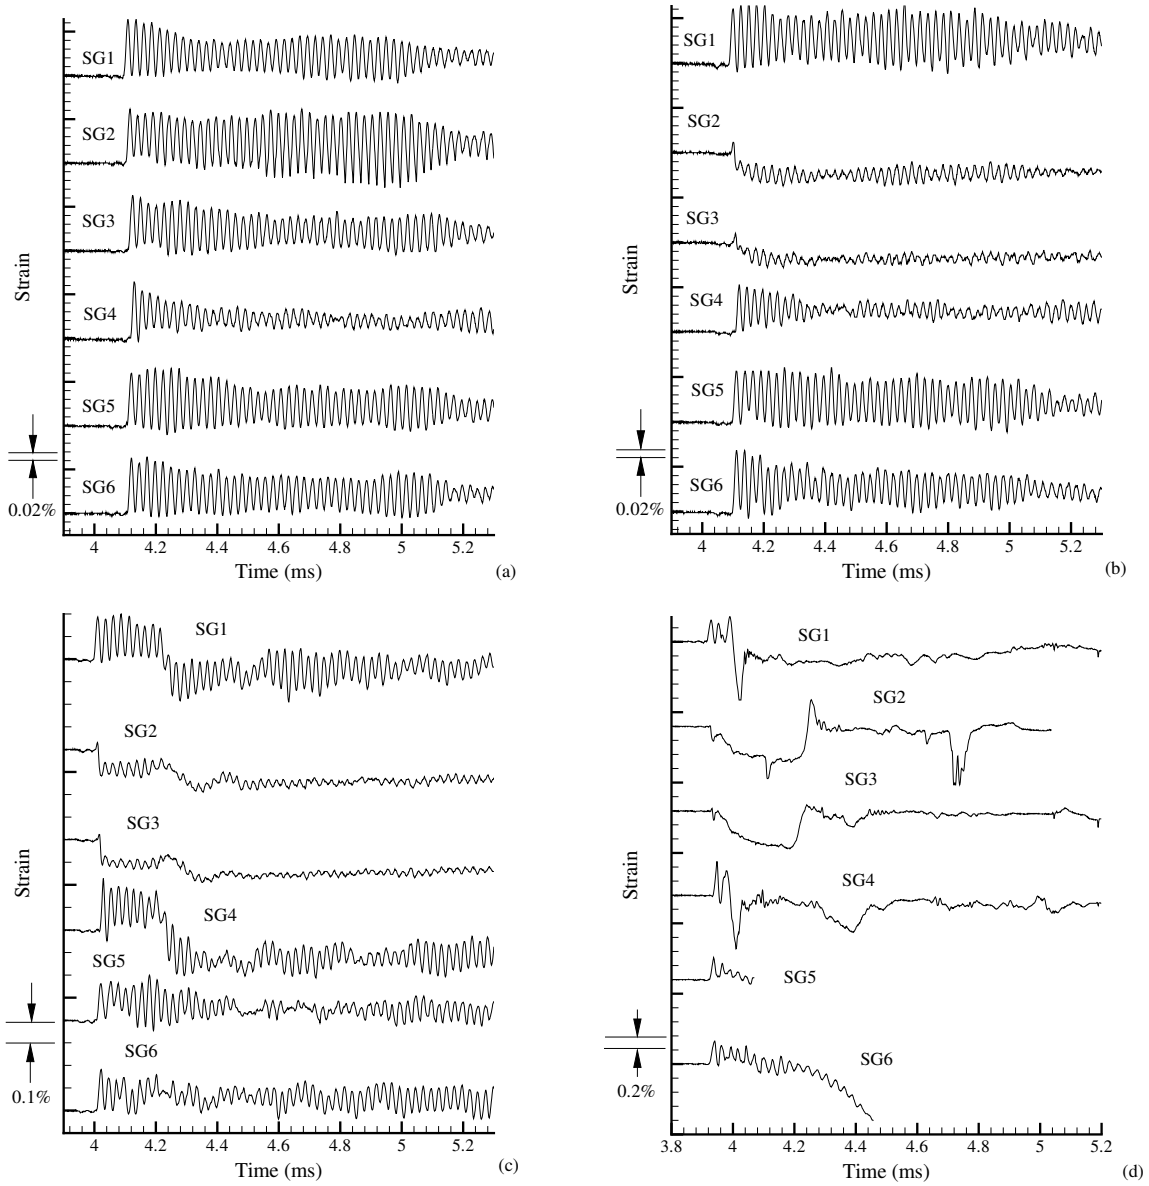 SG1
SG2
SG3
SG4
SG5
SG6
Strain
0.02%
4 4.2 4.4 4.6 4.8 5 5.2
Time (ms)
(a)
SG1
SG2
SG3
SG4
SG5
SG6
Strain
0.02%
4 4.2 4.4 4.6 4.8 5 5.2
Time (ms)
(b)
SG1
SG2
SG3
SG4
SG5
SG6
Strain
0.1%
4 4.2 4.4 4.6 4.8 5 5.2
Time (ms)
(c)
SG1
SG2
SG3
SG4
SG5
SG6
Strain
0.2%
3.8 4 4.2 4.4 4.6 4.8 5 5.2
Time (ms)
(d)